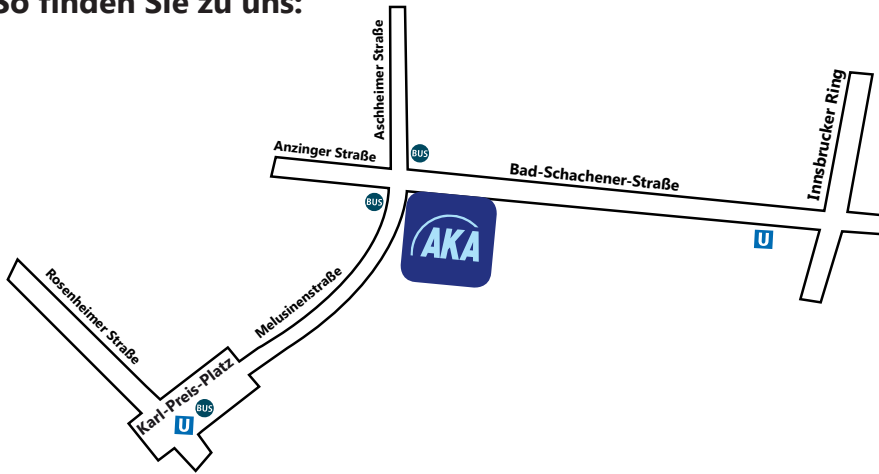 So finden Sie zu uns:
Aschheimer Straße
Innsbrucker Ring
Anzinger Straße
BUS
Bad-Schachener-Straße
BUS
AKA
U
Rosenheimer Straße
Melusinenstraße
Karl-Preis-Platz
BUS
U